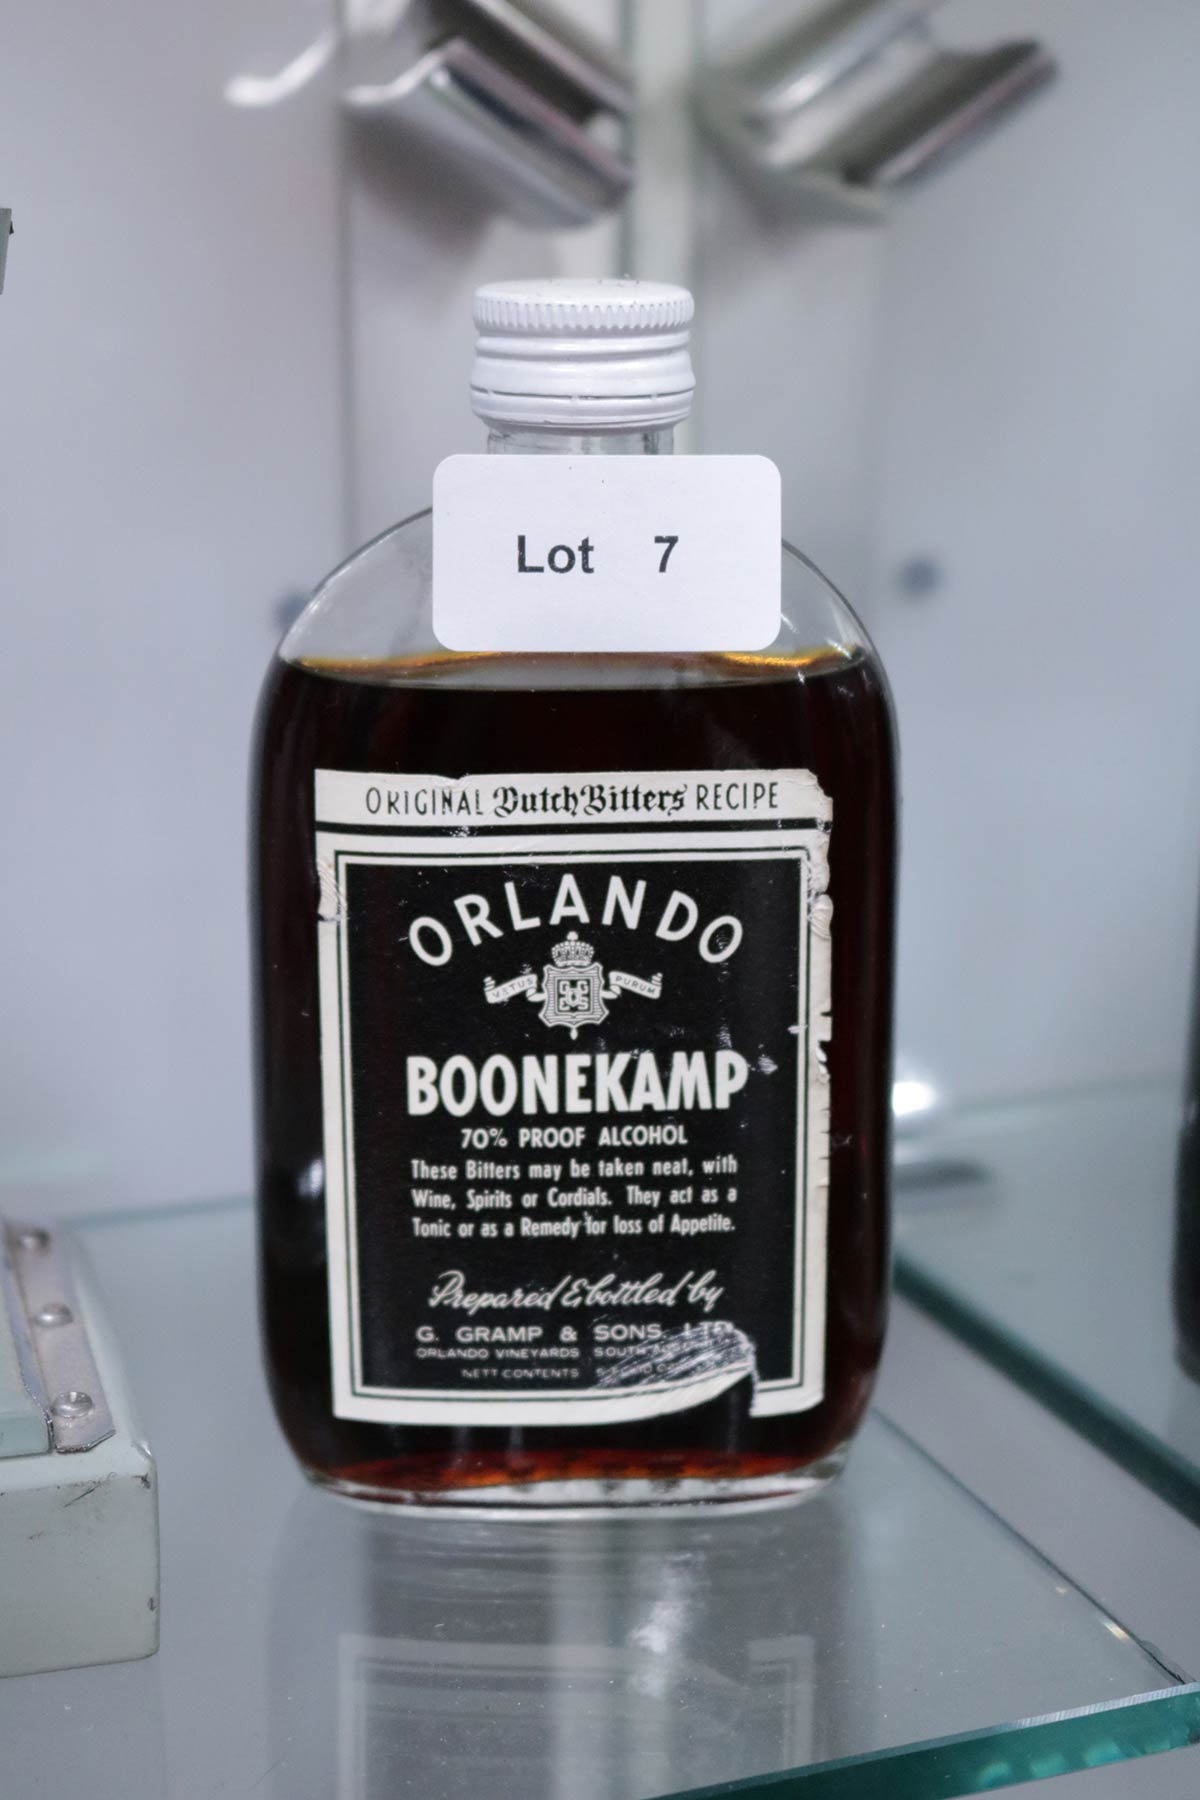 Lot 7
ORIGINAL Dutch Bitters RECIPE
ORLANDO
VETUS PURUM
BOONEKAMP
70% PROOF ALCOHOL
These Bitters may be taken neat, with
Wine, Spirits or Cordials. They act as a
Tonic or as a Remedy for loss of Appetite.
Prepared & bottled by
G. GRAMP & SONS LTD
ORLANDO VINEYARDS SOUTH
NETT CONTENTS